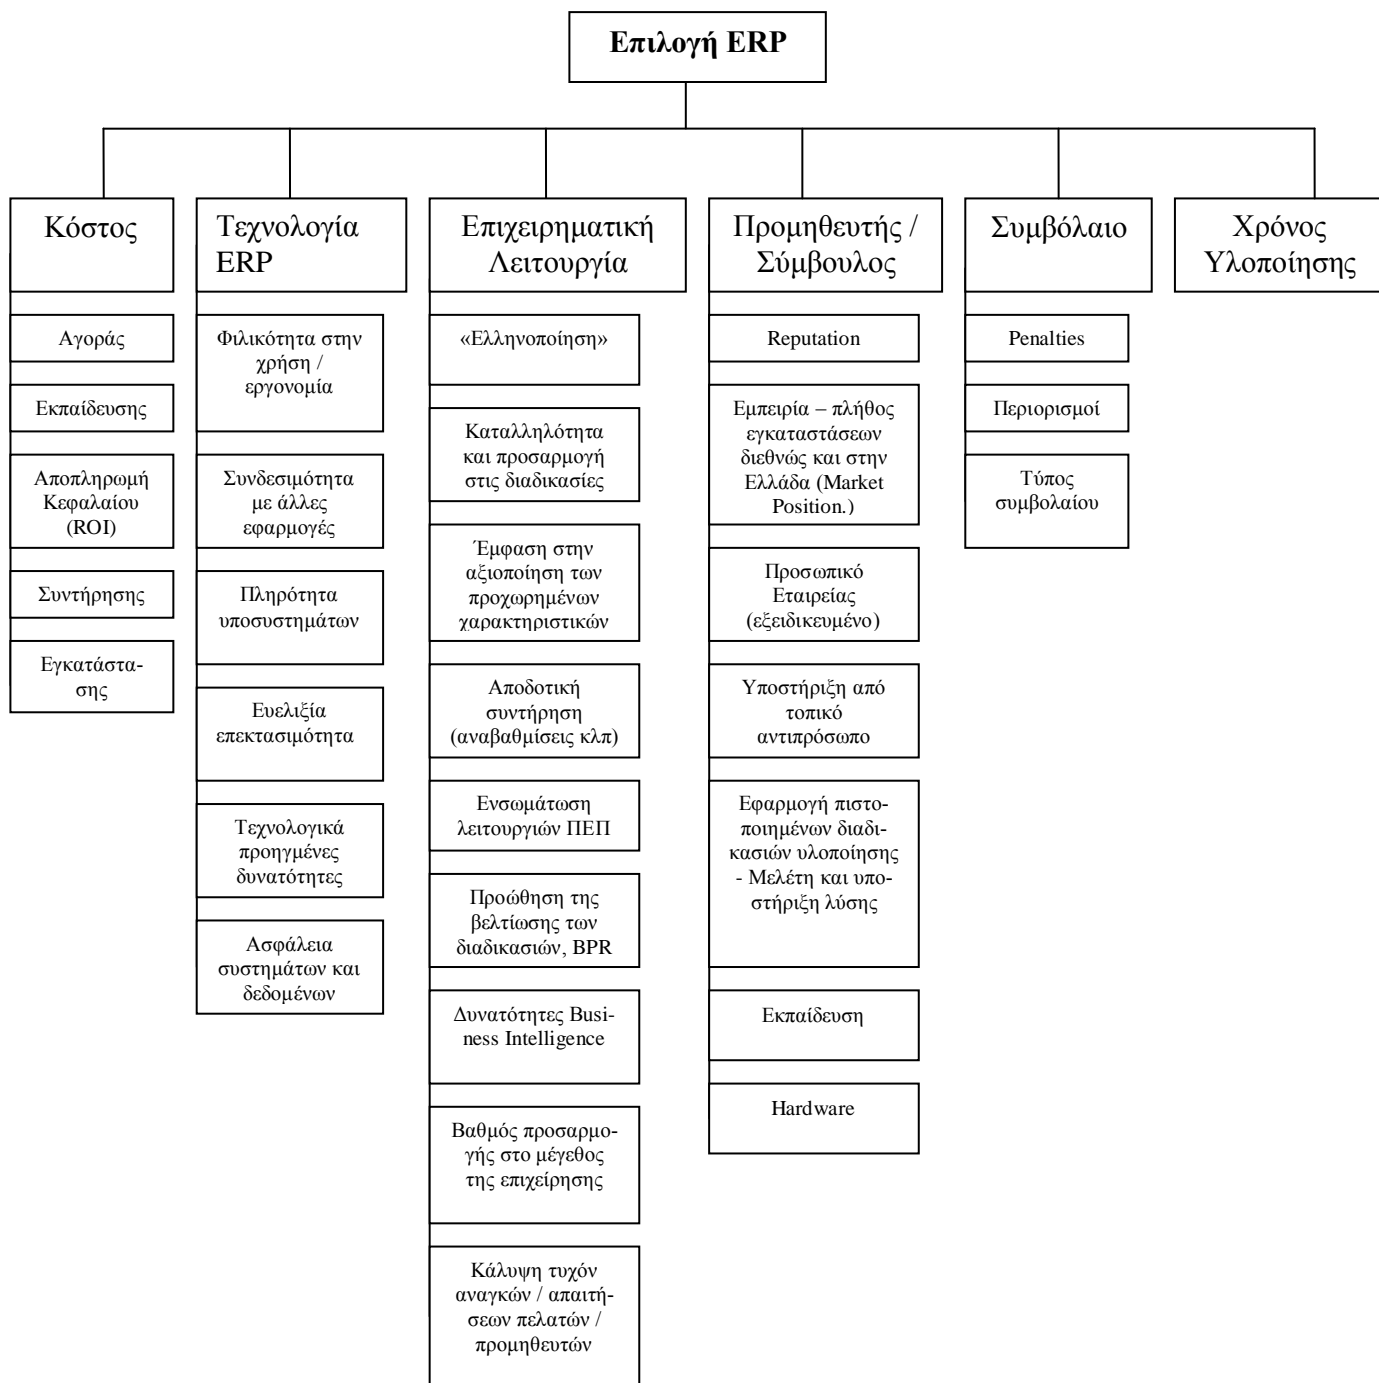 Επιλογή ERP
Κόστος
Αγοράς
Εκπαίδευσης
Αποπληρωμή
Κεφαλαίου
(ROI)
Συντήρησης
Εγκατάστα-
σης
Τεχνολογία
ERP
Φιλικότητα στην
χρήση /
εργονομία
Συνδεσιμότητα
με άλλες
εφαρμογές
Πληρότητα
υποσυστημάτων
Ευελιξία
επεκτασιμότητα
Τεχνολογικά
προηγμένες
δυνατότητες
Ασφάλεια
συστημάτων και
δεδομένων
Επιχειρηματική
Λειτουργία
«Ελληνοποίηση»
Καταλληλότητα
και προσαρμογή
στις διαδικασίες
Έμφαση στην
αξιοποίηση των
προχωρημένων
χαρακτηριστικών
Αποδοτική
συντήρηση
(αναβαθμίσεις κλπ)
Ενσωμάτωση
λειτουργιών ΠΕΠ
Προώθηση της
βελτίωσης των
διαδικασιών, BPR
Δυνατότητες Busi-
ness Intelligence
Βαθμός προσαρμο-
γής στο μέγεθος
της επιχείρησης
Κάλυψη τυχόν
αναγκών / απαιτή-
σεων πελατών /
προμηθευτών
Προμηθευτής /
Σύμβουλος
Reputation
Εμπειρία – πλήθος
εγκαταστάσεων
διεθνώς και στην
Ελλάδα (Market
Position.)
Προσωπικό
Εταιρείας
(εξειδικευμένο)
Υποστήριξη από
τοπικό
αντιπρόσωπο
Εφαρμογή πιστο-
ποιημένων διαδι-
κασιών υλοποίησης
- Μελέτη και υπο-
στήριξη λύσης
Εκπαίδευση
Hardware
Συμβόλαιο
Penalties
Περιορισμοί
Τύπος
συμβολαίου
Χρόνος
Υλοποίησης